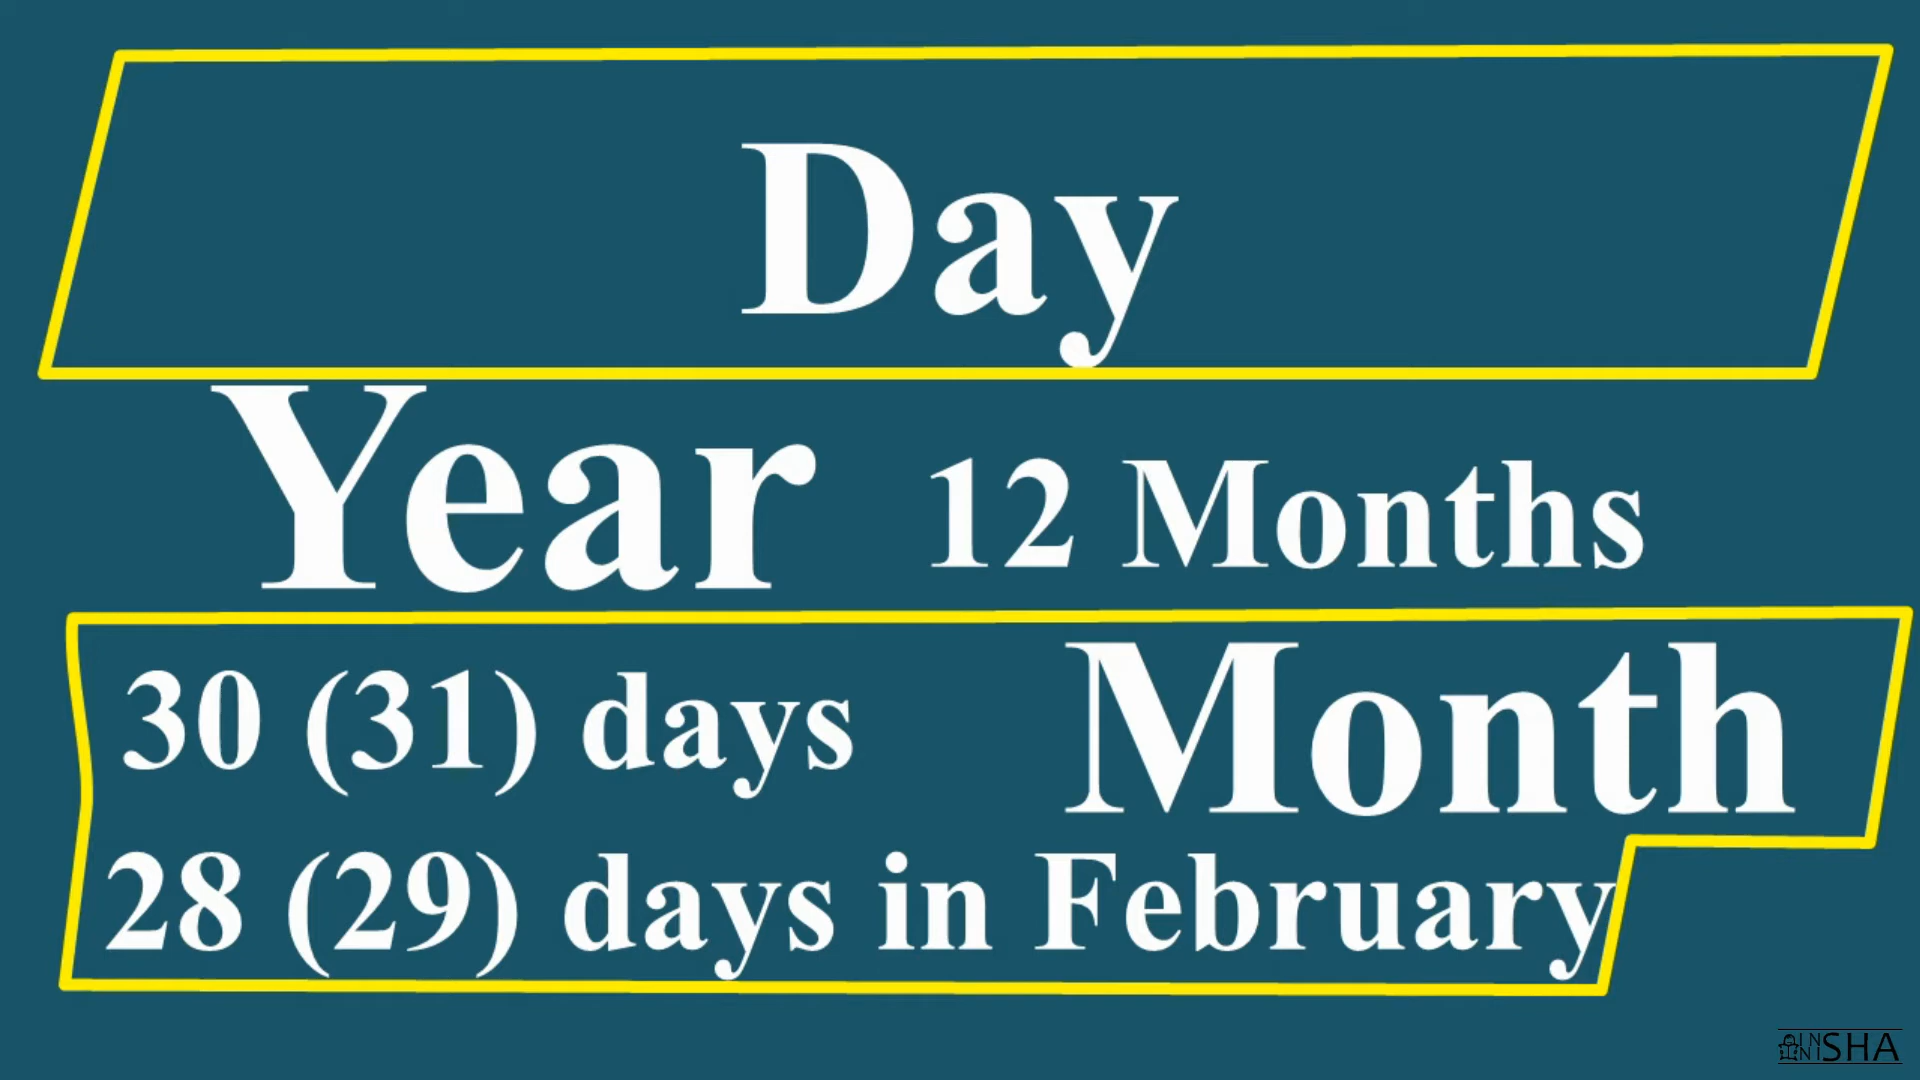 Day
Year 12 Months
30 (31) days Month
28 (29) days in February
SHA